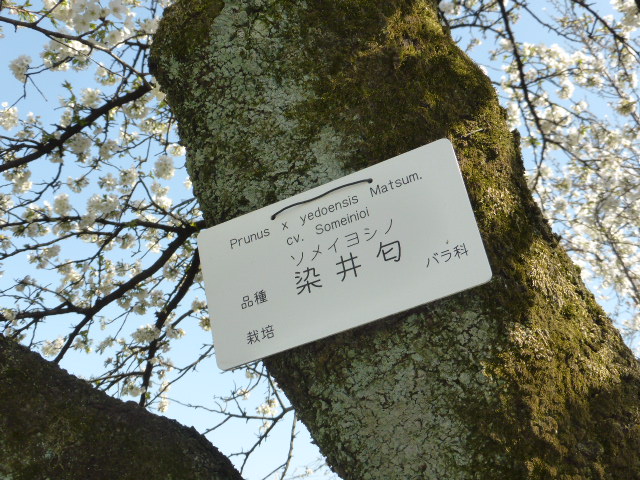 Prunus x yedoensis Matsum.
cv. Someinioi
ソメイヨシノ
品種 染井匂 バラ科
栽培